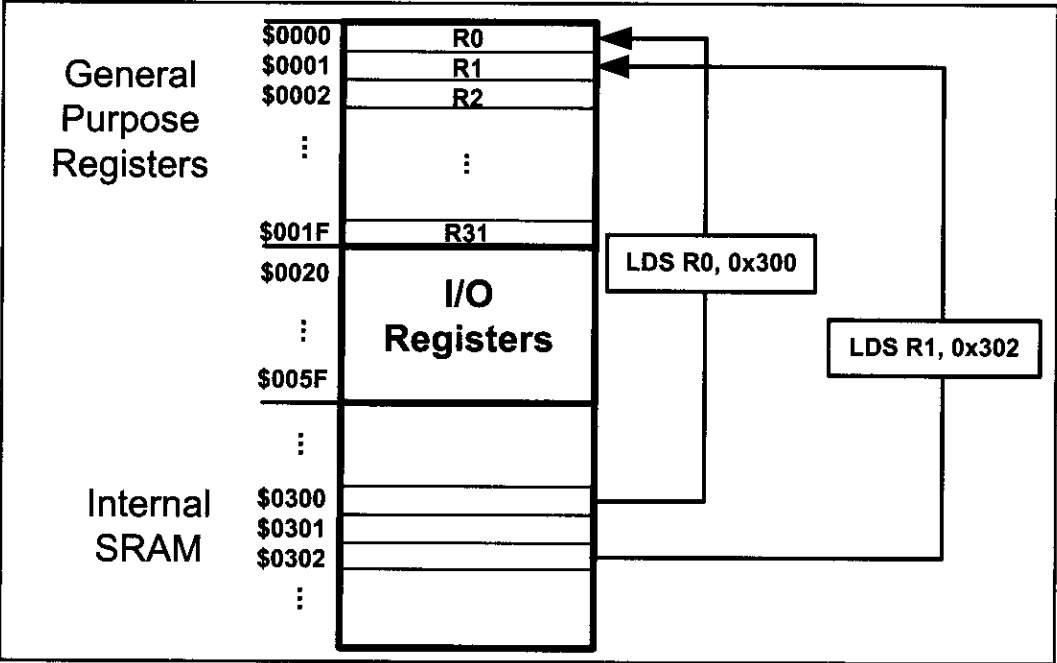 $0000 R0
$0001 R1
$0002 R2
General
Purpose
Registers
⋮
⋮
$001F R31
LDS R0, 0x300
$0020
I/O
Registers
⋮
LDS R1, 0x302
$005F
⋮
Internal
SRAM
$0300
$0301
$0302
⋮